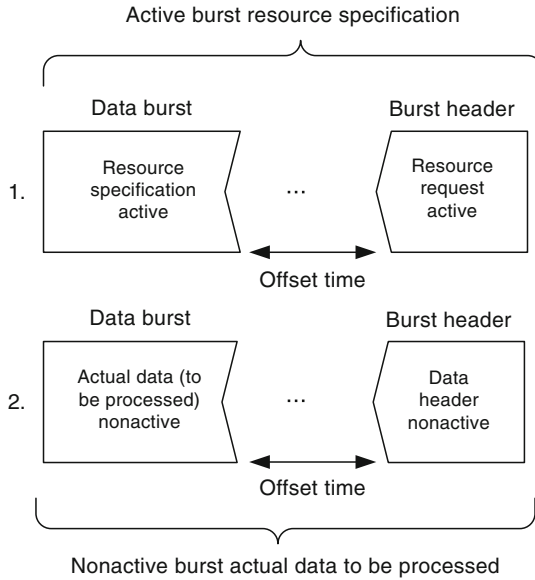 Active burst resource specification
Data burst
Burst header
1.
Resource
specification
active
...
Resource
request
active
Offset time
Data burst
Burst header
2.
Actual data (to
be processed)
nonactive
...
Data
header
nonactive
Offset time
Nonactive burst actual data to be processed